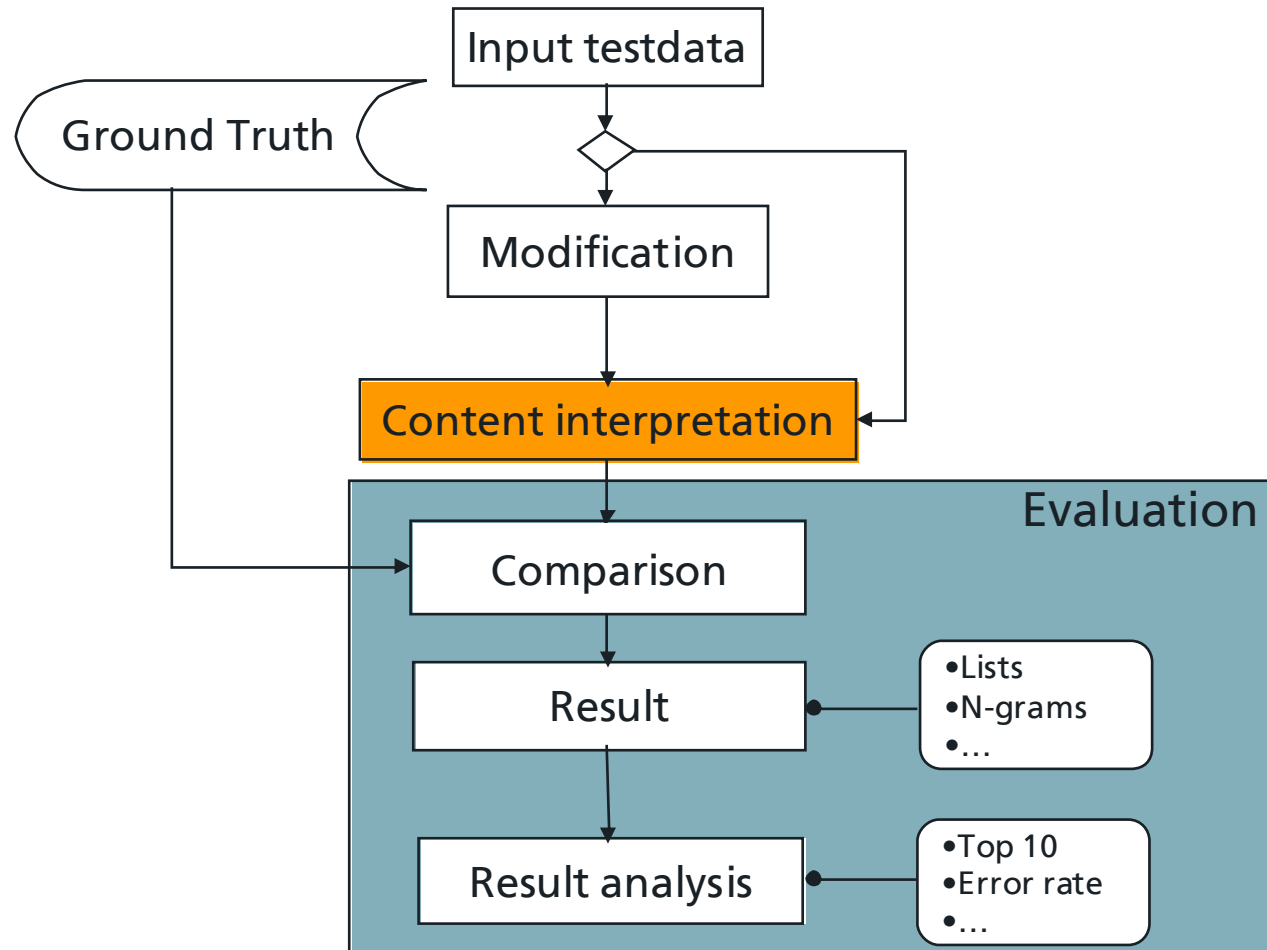 Input testdata
Ground Truth
Modification
Content interpretation
Evaluation
Comparison
Result
•Lists
•N-grams
•...
Result analysis
•Top 10
•Error rate
•...